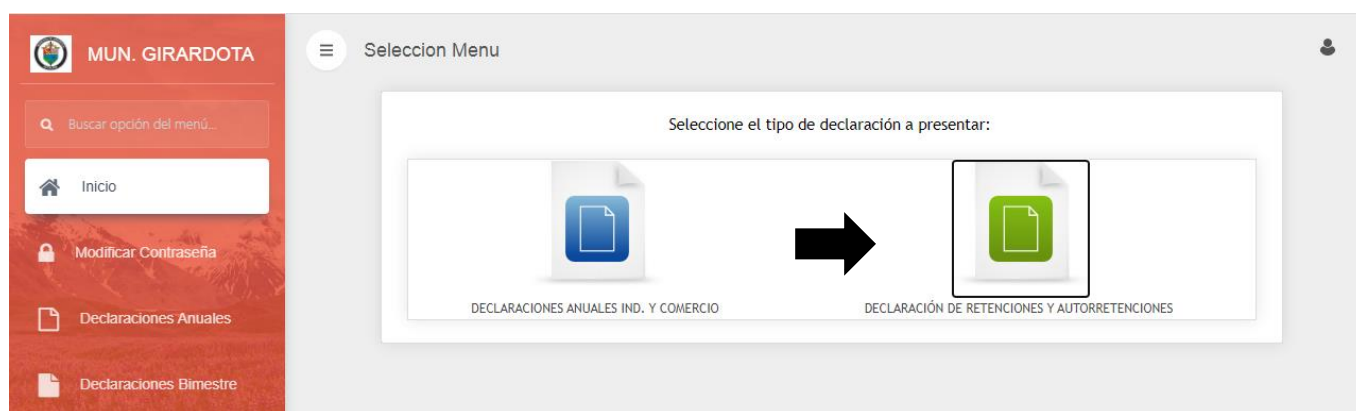 MUN. GIRARDOTA
Buscar opción del menú...
Inicio
Modificar Contraseña
Declaraciones Anuales
Declaraciones Bimestre
Seleccion Menu
Seleccione el tipo de declaración a presentar:
DECLARACIONES ANUALES IND. Y COMERCIO
DECLARACIÓN DE RETENCIONES Y AUTORRETENCIONES